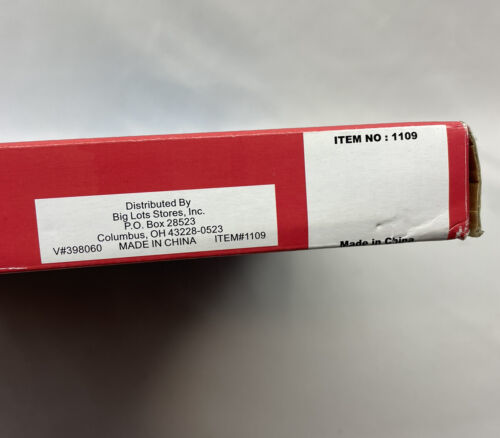 ITEM NO : 1109
Distributed By
Big Lots Stores, Inc.
P.O. Box 28523
Columbus, OH 43228-0523
V#398060 MADE IN CHINA ITEM#1109
Made in China